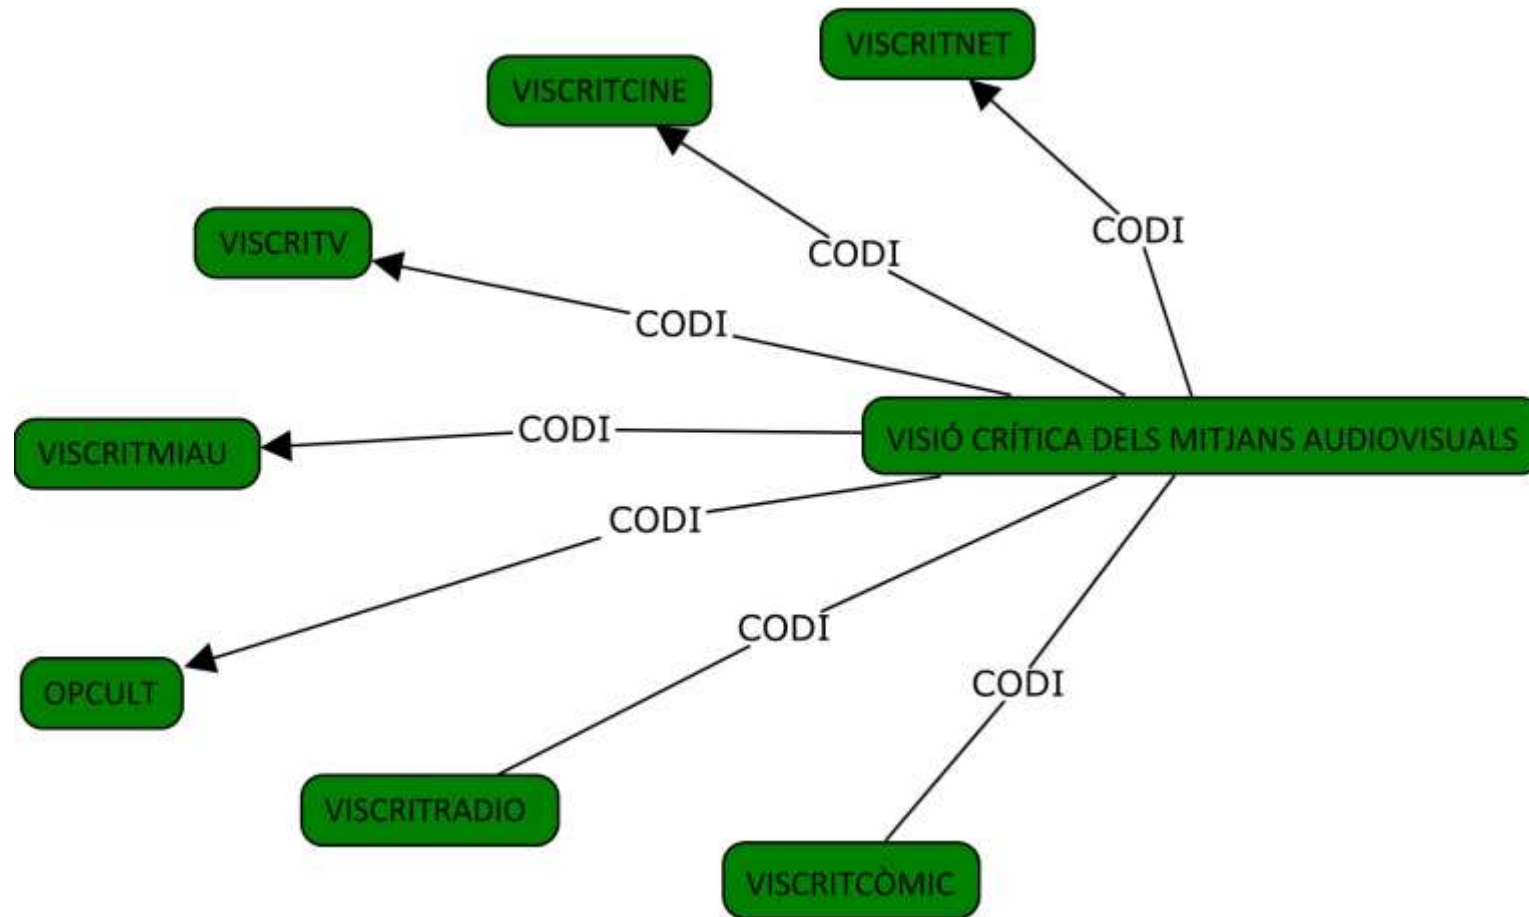 VISCRITNET
VISCRITCINE
CODI
VISCRITV
CODI
CODI
CODI
VISIÓ CRÍTICA DELS MITJANS AUDIOVISUALS
VISCRITMIAU
CODI
CODI
CODI
OPCULT
VISCRITRADIO
VISCRITCÒMIC